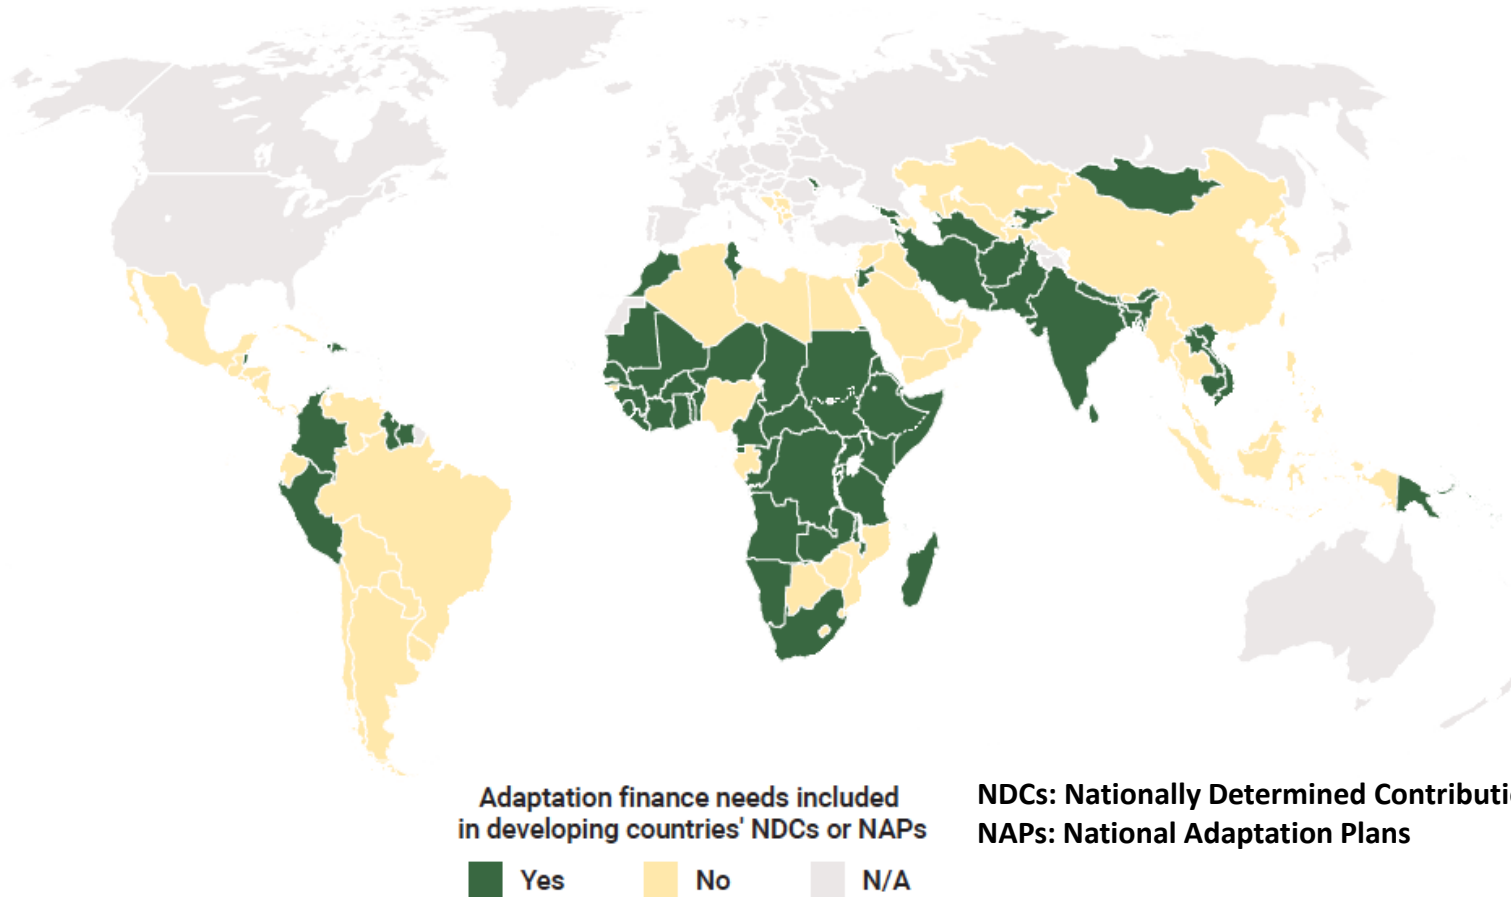 Adaptation finance needs included
in developing countries' NDCs or NAPs
Yes
No
N/A
NDCs: Nationally Determined Contributi
NAPs: National Adaptation Plans